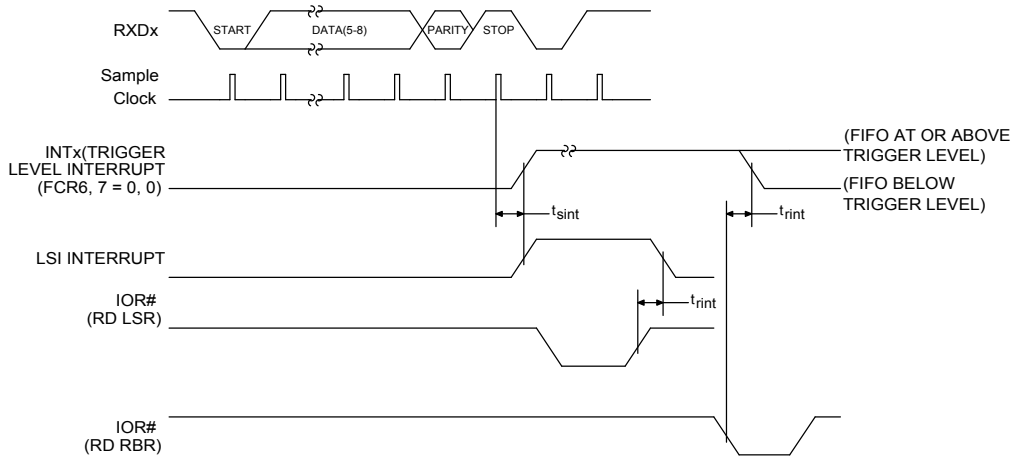 RXDx
START
DATA(5-8)
PARITY
STOP
Sample
Clock
INTx(TRIGGER
LEVEL INTERRUPT
(FCR6, 7 = 0, 0)
(FIFO AT OR ABOVE
TRIGGER LEVEL)
(FIFO BELOW
TRIGGER LEVEL)
tsint
trint
LSI INTERRUPT
IOR#
(RD LSR)
trint
IOR#
(RD RBR)